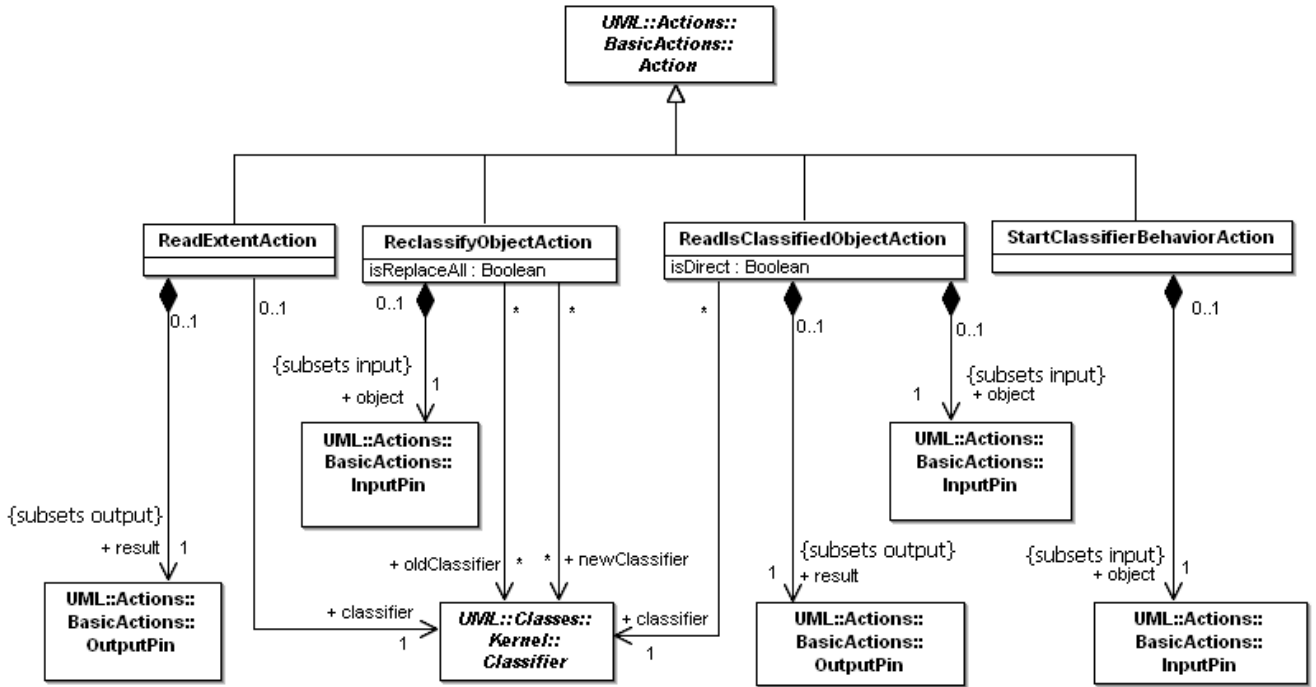 UML::Actions::
BasicActions::
Action
ReadExtentAction
ReclassifyObjectAction
isReplaceAll : Boolean
ReadIsClassifiedObjectAction
isDirect : Boolean
StartClassifierBehaviorAction
0..1
0..1
0..1
*
*
*
0..1
0..1
0..1
{subsets input}
1
+ object
{subsets input}
1
+ object
UML::Actions::
BasicActions::
InputPin
UML::Actions::
BasicActions::
InputPin
{subsets output}
+ result
1
+ oldClassifier
*
*
+ newClassifier
{subsets output}
1
+ result
{subsets input}
1
+ object
UML::Actions::
BasicActions::
OutputPin
+ classifier
1
UML::Classes::
Kernel::
Classifier
+ classifier
1
UML::Actions::
BasicActions::
OutputPin
UML::Actions::
BasicActions::
InputPin